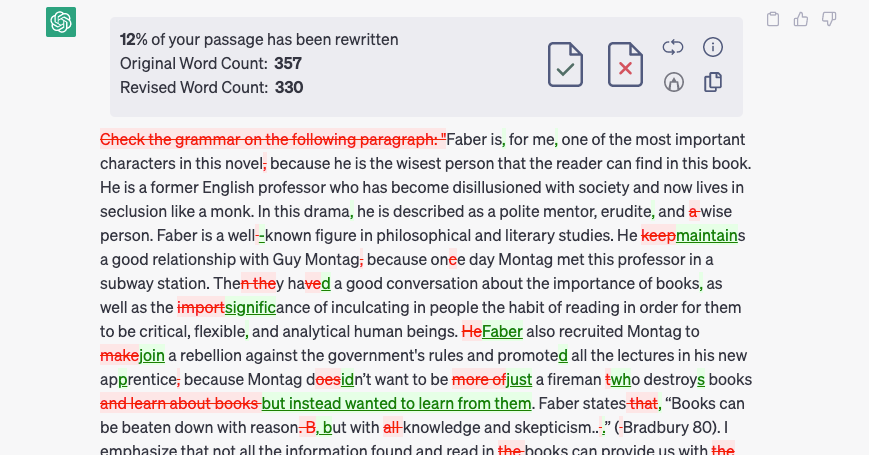 12% of your passage has been rewritten
Original Word Count: 357
Revised Word Count: 330
Check the grammar on the following paragraph: "Faber is, for me, one of the most important
characters in this novel, because he is the wisest person that the reader can find in this book.
He is a former English professor who has become disillusioned with society and now lives in
seclusion like a monk. In this drama, he is described as a polite mentor, erudite, and a wise
person. Faber is a well--known figure in philosophical and literary studies. He keepmaintains
a good relationship with Guy Montag, because once day Montag met this professor in a
subway station. Then they haved a good conversation about the importance of books, as
well as the importsignificance of inculcating in people the habit of reading in order for them
to be critical, flexible, and analytical human beings. HeFaber also recruited Montag to
makejoin a rebellion against the government's rules and promoted all the lectures in his new
apprentice, because Montag doesidn't want to be more ofjust a fireman twho destroys books
and learn about books but instead wanted to learn from them. Faber states that, “Books can
be beaten down with reason. B, but with all knowledge and skepticism.. .” (-Bradbury 80). I
emphasize that not all the information found and read in the books can provide us with the